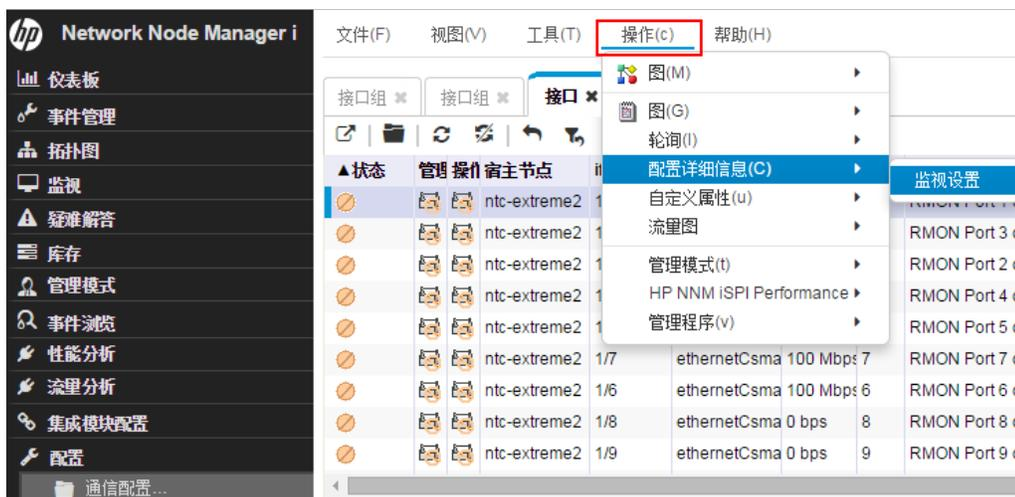 hp Network Node Manager i
文件(F) 视图(V) 工具(T) 操作(c) 帮助(H)
仪表板
事件管理
拓扑图
监视
疑难解答
库存
管理模式
事件浏览
性能分析
流量分析
集成模块配置
配置
通信配置...
接口组 接口组 接口
图(M)
图(G)
轮询(I)
配置详细信息(C)
自定义属性(u)
流量图
管理模式(t)
HP NNM iSPI Performance
管理程序(v)
监视设置
▲状态 管理 操作 宿主节点
ntc-extreme2
ntc-extreme2 RMON Port 3
ntc-extreme2 RMON Port 2
ntc-extreme2 RMON Port 4
ntc-extreme2 RMON Port 5
ntc-extreme2 1/7 ethernetCsma 100 Mbps 7 RMON Port 7
ntc-extreme2 1/6 ethernetCsma 100 Mbps 6 RMON Port 6
ntc-extreme2 1/8 ethernetCsma 0 bps 8 RMON Port 8
ntc-extreme2 1/9 ethernetCsma 0 bps 9 RMON Port 9